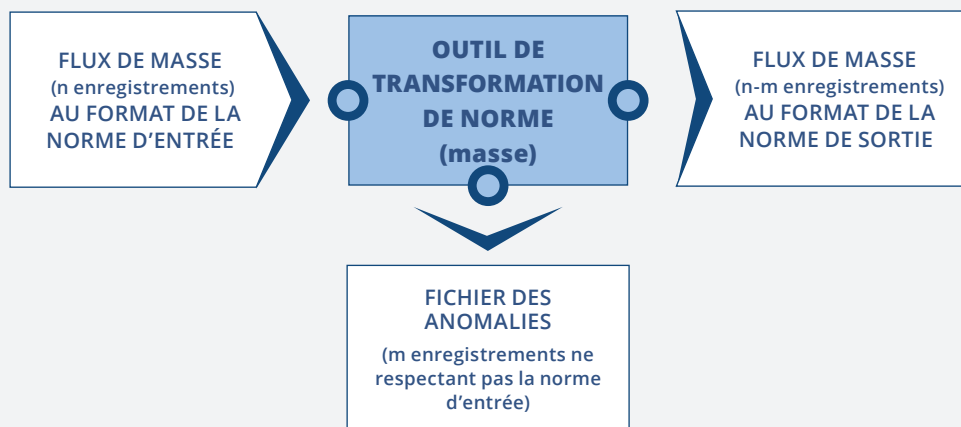 FLUX DE MASSE
(n enregistrements)
AU FORMAT DE LA
NORME D'ENTRÉE
OUTIL DE
TRANSFORMATION
DE NORME
(masse)
FLUX DE MASSE
(n-m enregistrements)
AU FORMAT DE LA
NORME DE SORTIE
FICHIER DES
ANOMALIES
(m enregistrements ne
respectant pas la norme
d'entrée)